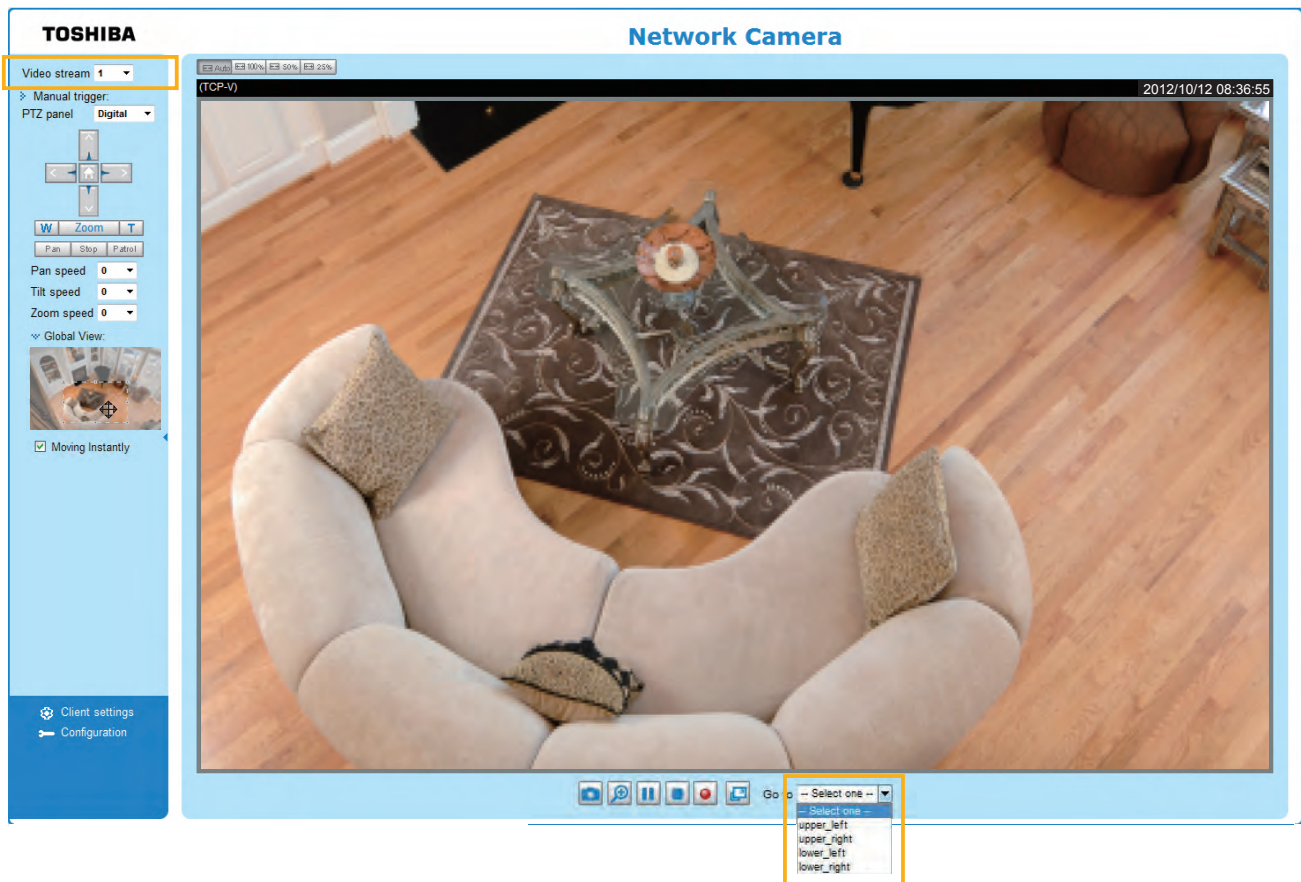 TOSHIBA
Network Camera
Video stream 1
Manual trigger:
PTZ panel Digital
W Zoom T
Pan Stop Patrol
Pan speed 0
Tilt speed 0
Zoom speed 0
Global View:
Moving Instantly
Client settings
Configuration
Auto 100% 50% 25%
(TCP-V)
2012/10/12 08:36:55
Go to -- Select one --
-- Select one --
upper_left
upper_right
lower_left
lower_right